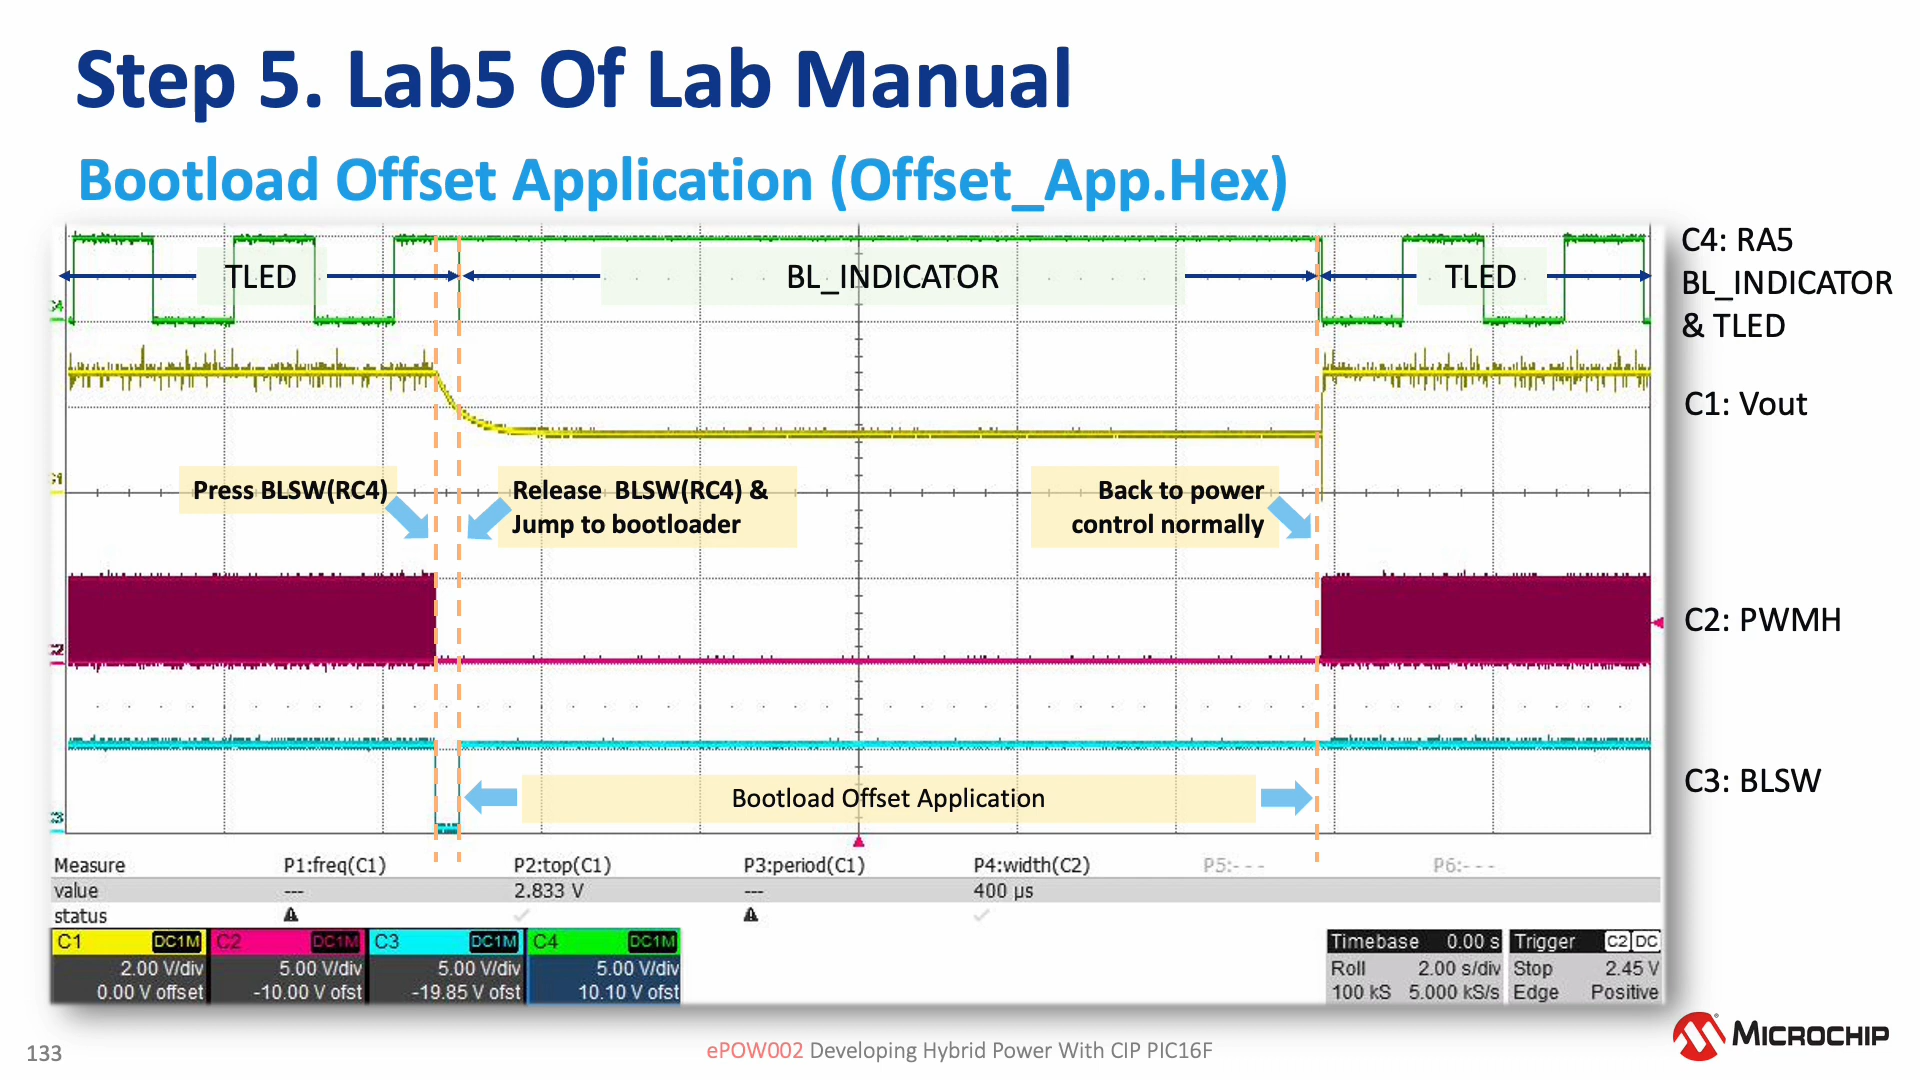 Step 5. Lab5 Of Lab Manual
Bootload Offset Application (Offset_App.Hex)
TLED
BL_INDICATOR
TLED
C4: RA5
BL_INDICATOR
& TLED
C4
C1: Vout
C1
Press BLSW(RC4)
Release BLSW(RC4) &
Jump to bootloader
Back to power
control normally
C2: PWMH
C2
C3: BLSW
Bootload Offset Application
C3
Measure P1:freq(C1) P2:top(C1) P3:period(C1) P4:width(C2) P5:- - - P6:- - -
value --- 2.833 V --- 400 µs
status
C1 DC1M C2 DC1M C3 DC1M C4 DC1M
2.00 V/div 5.00 V/div 5.00 V/div 5.00 V/div
0.00 V offset -10.00 V ofst -19.85 V ofst 10.10 V ofst
Timebase 0.00 s Trigger C2 DC
Roll 2.00 s/div Stop 2.45 V
100 kS 5.000 kS/s Edge Positive
133
ePOW002 Developing Hybrid Power With CIP PIC16F
MICROCHIP